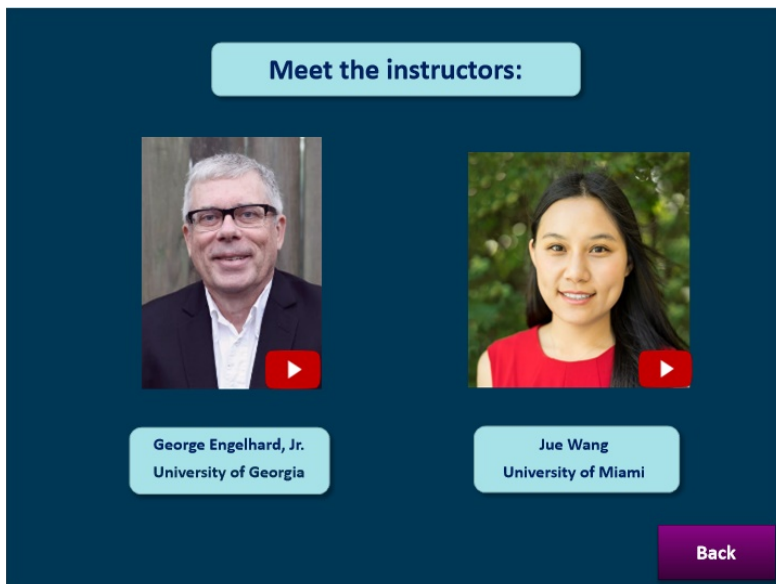 Meet the instructors:
George Engelhard, Jr.
University of Georgia
Jue Wang
University of Miami
Back